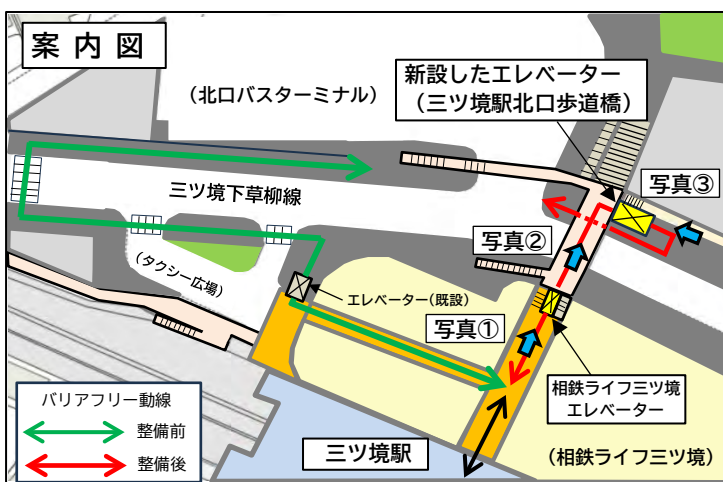 案内図
新設したエレベーター
（三ツ境駅北口歩道橋）
（北口バスターミナル）
写真③
三ツ境下草柳線
写真②
（タクシー広場）
エレベーター（既設）
写真①
相鉄ライフ三ツ境
エレベーター
バリアフリー動線
整備前
整備後
三ツ境駅
（相鉄ライフ三ツ境）